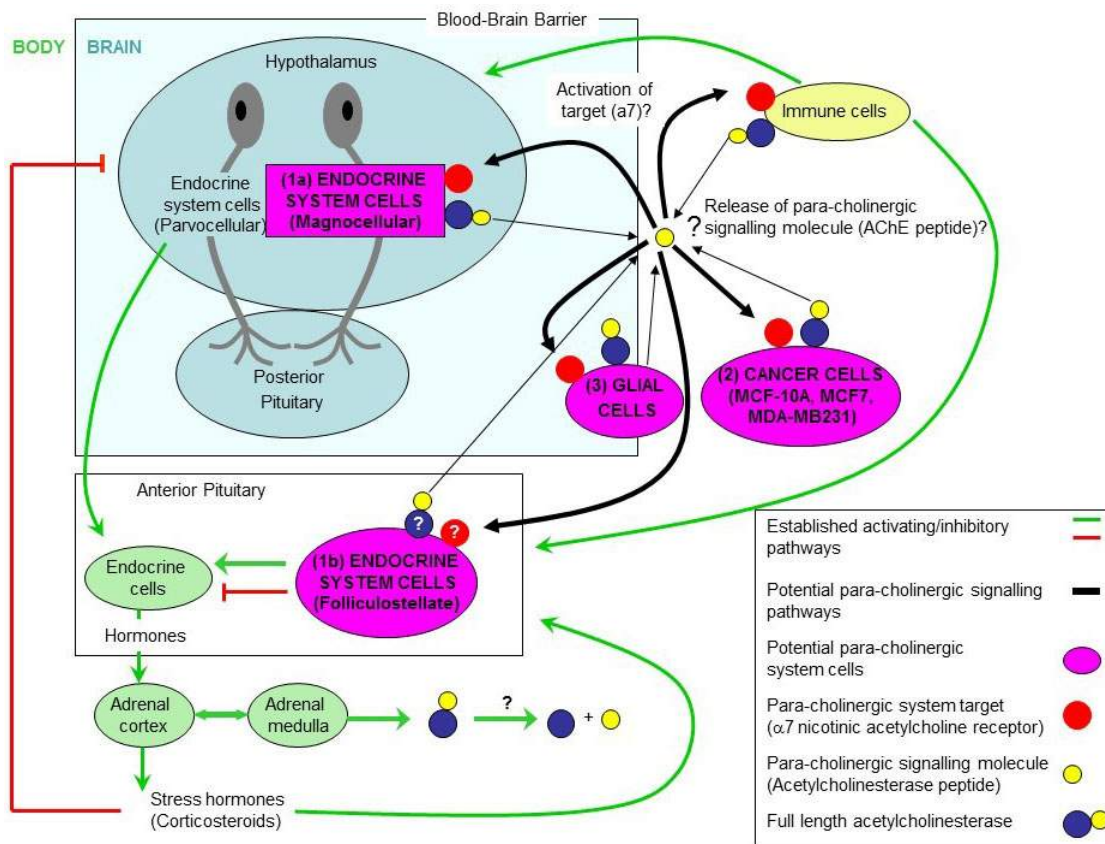 Blood-Brain Barrier
BODY
BRAIN
Hypothalamus
Activation of
target (a7)?
Immune cells
Endocrine
system cells
(Parvocellular)
(1a) ENDOCRINE
SYSTEM CELLS
(Magnocellular)
? Release of para-cholinergic
signalling molecule (AChE peptide)?
Posterior
Pituitary
(3) GLIAL
CELLS
(2) CANCER CELLS
(MCF-10A, MCF7,
MDA-MB231)
Anterior Pituitary
?
?
Endocrine
cells
(1b) ENDOCRINE
SYSTEM CELLS
(Folliculostellate)
Hormones
Adrenal
cortex
Adrenal
medulla
?
+
Stress hormones
(Corticosteroids)
Established activating/inhibitory
pathways
Potential para-cholinergic signalling
pathways
Potential para-cholinergic
system cells
Para-cholinergic system target
(α7 nicotinic acetylcholine receptor)
Para-cholinergic signalling molecule
(Acetylcholinesterase peptide)
Full length acetylcholinesterase